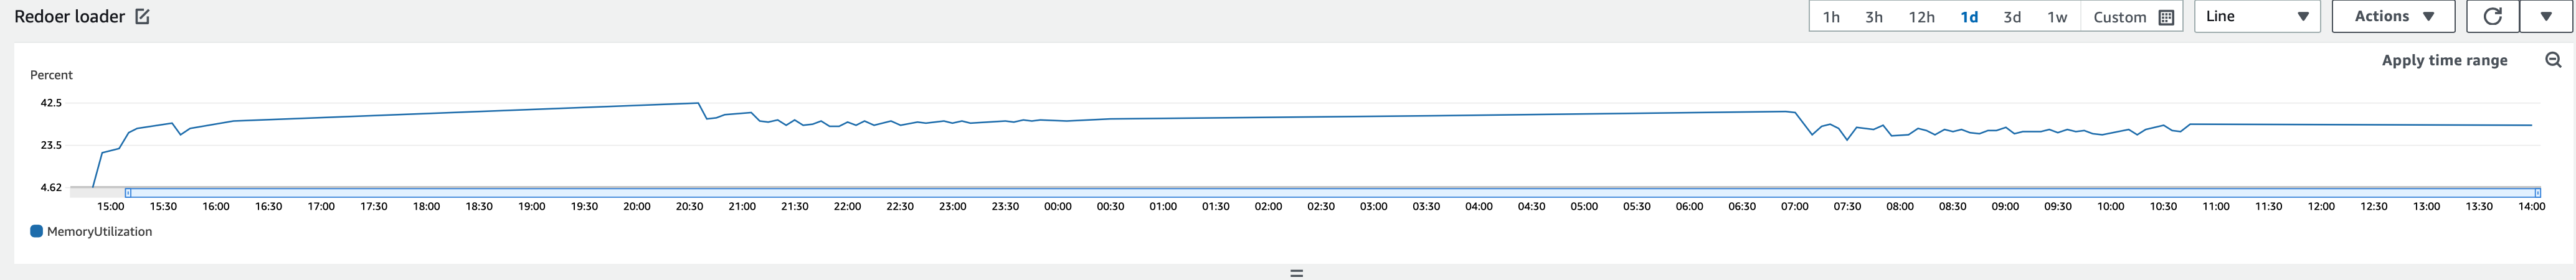 Redoer loader
1h 3h 12h 1d 3d 1w Custom Line Actions
Apply time range
Percent
42.5
23.5
4.62
15:00 15:30 16:00 16:30 17:00 17:30 18:00 18:30 19:00 19:30 20:00 20:30 21:00 21:30 22:00 22:30 23:00 23:30 00:00 00:30 01:00 01:30 02:00 02:30 03:00 03:30 04:00 04:30 05:00 05:30 06:00 06:30 07:00 07:30 08:00 08:30 09:00 09:30 10:00 10:30 11:00 11:30 12:00 12:30 13:00 13:30 14:00
MemoryUtilization